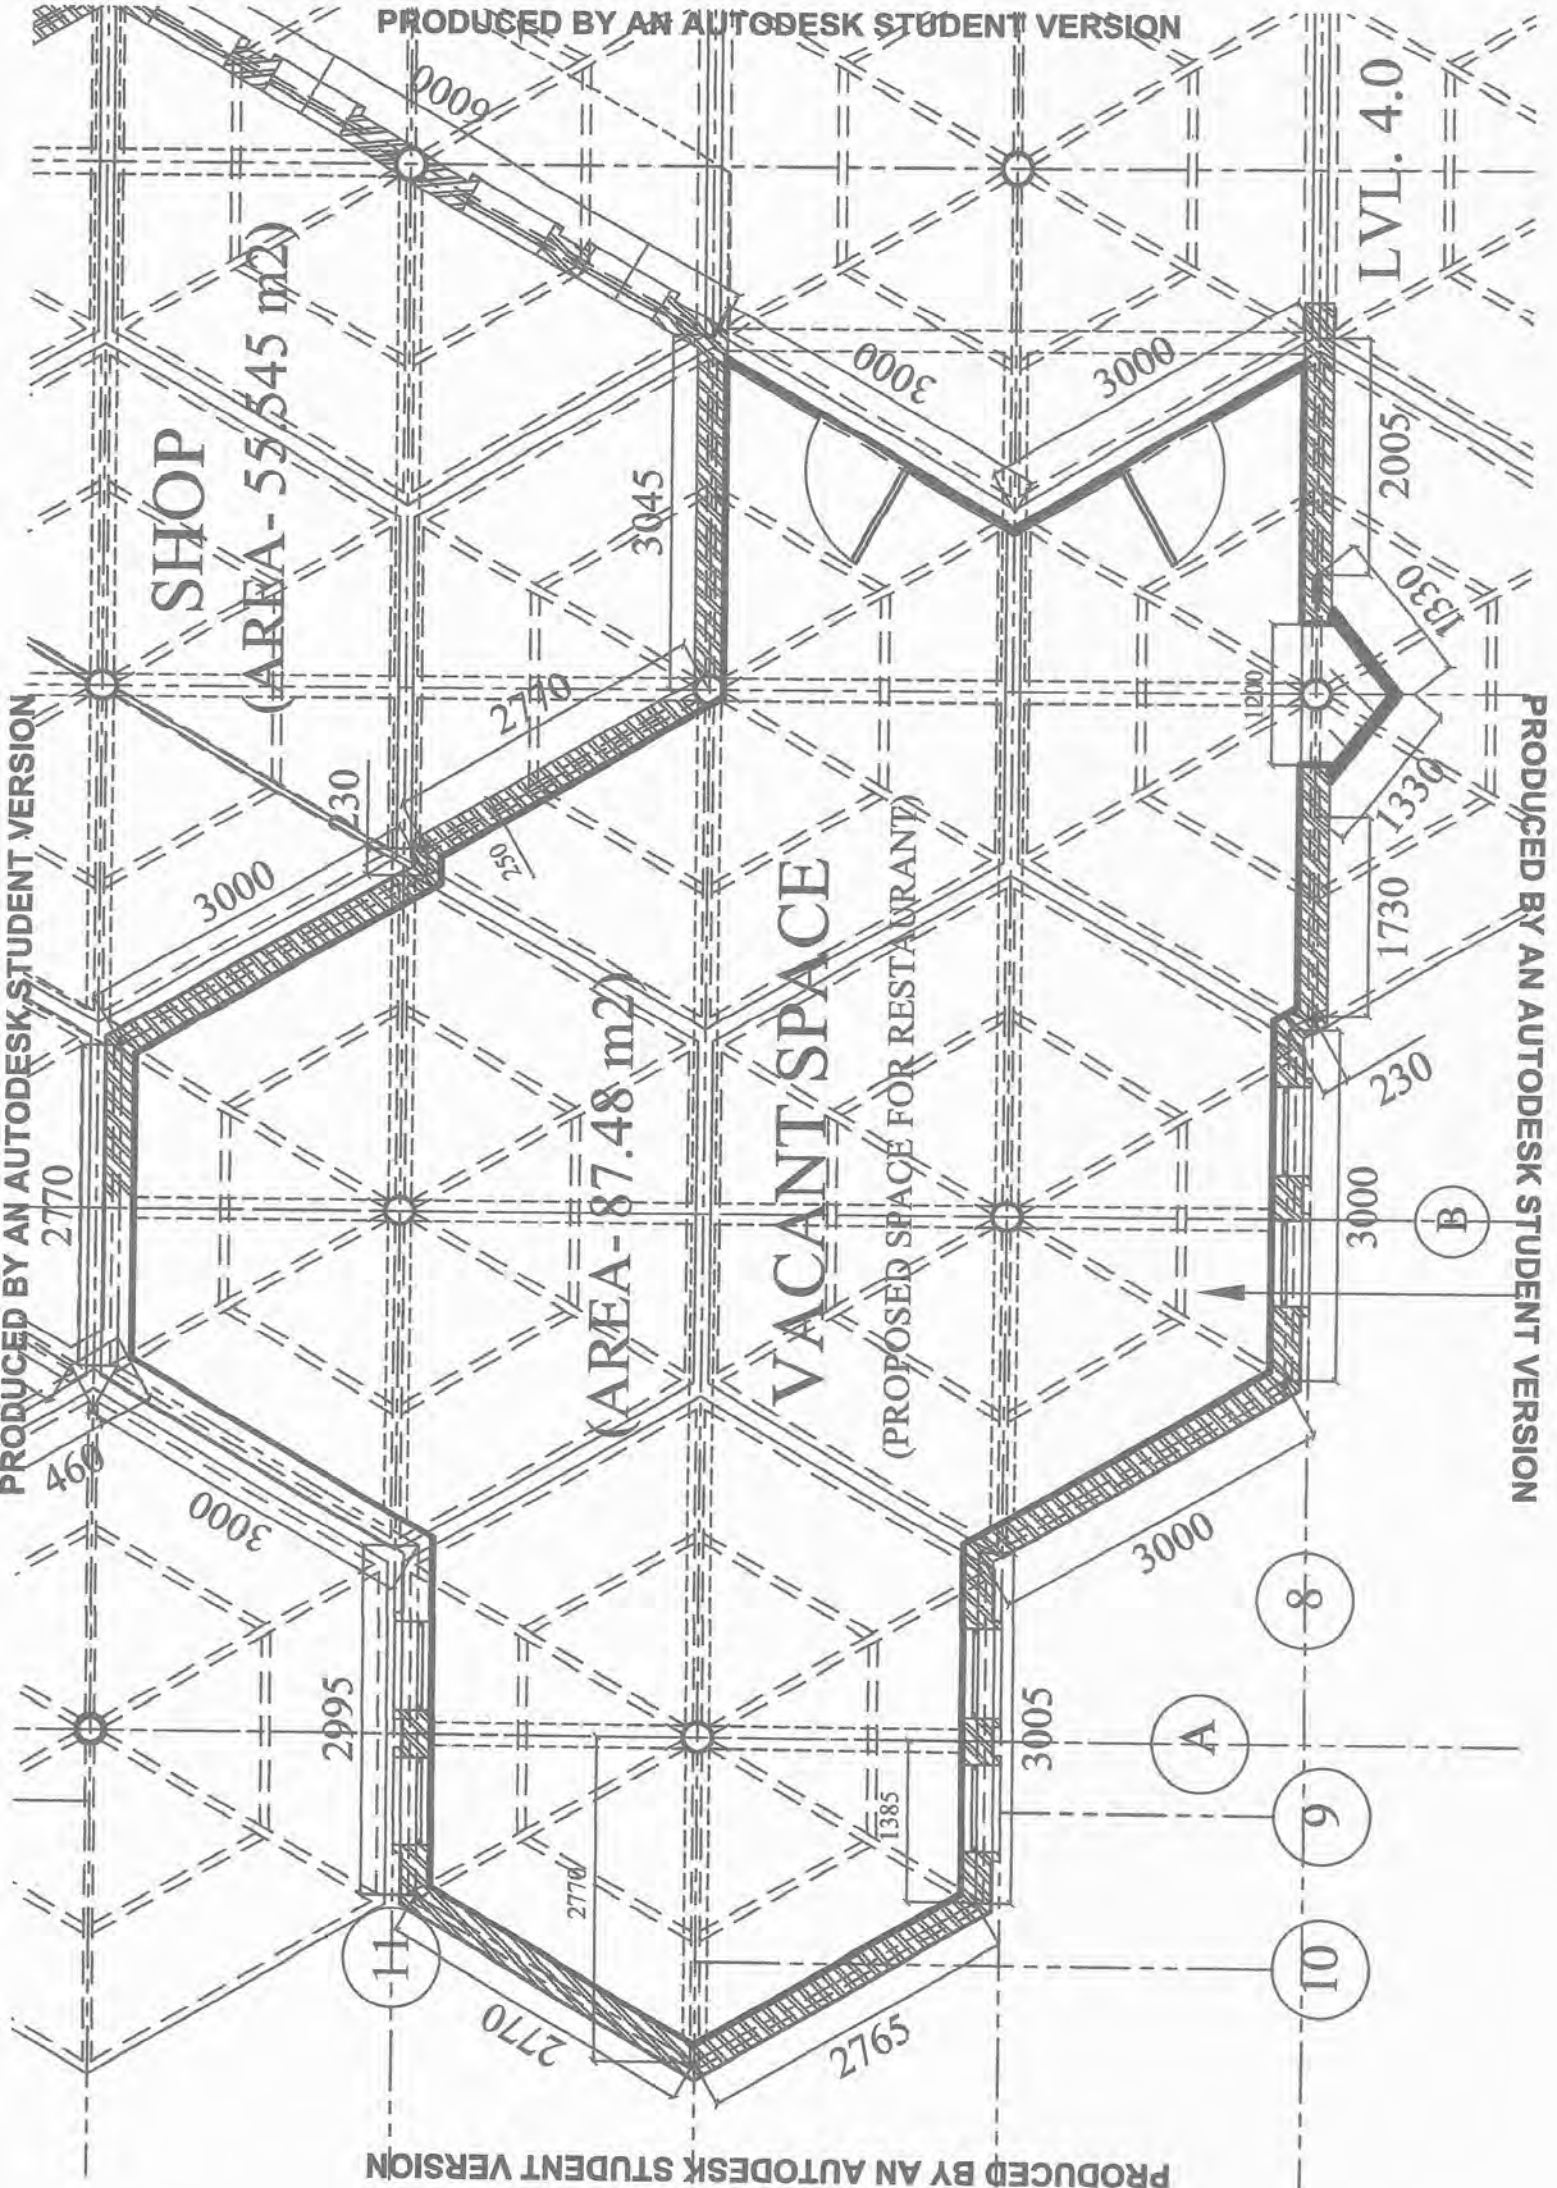 PRODUCED BY AN AUTODESK STUDENT VERSION
PRODUCED BY AN AUTODESK STUDENT VERSION
PRODUCED BY AN AUTODESK STUDENT VERSION
PRODUCED BY AN AUTODESK STUDENT VERSION
SHOP
(AREA- 55.545 m2)
VACANT SPACE
(PROPOSED SPACE FOR RESTAURANT)
(AREA- 87.48 m2)
LVL. 4.0
6000
3000
3000
3045
2005
1330
1330
1200
1730
230
3000
B
2770
230
250
3000
2770
460
3000
2995
3000
3005
1385
2770
2770
2765
8
A
9
10
11